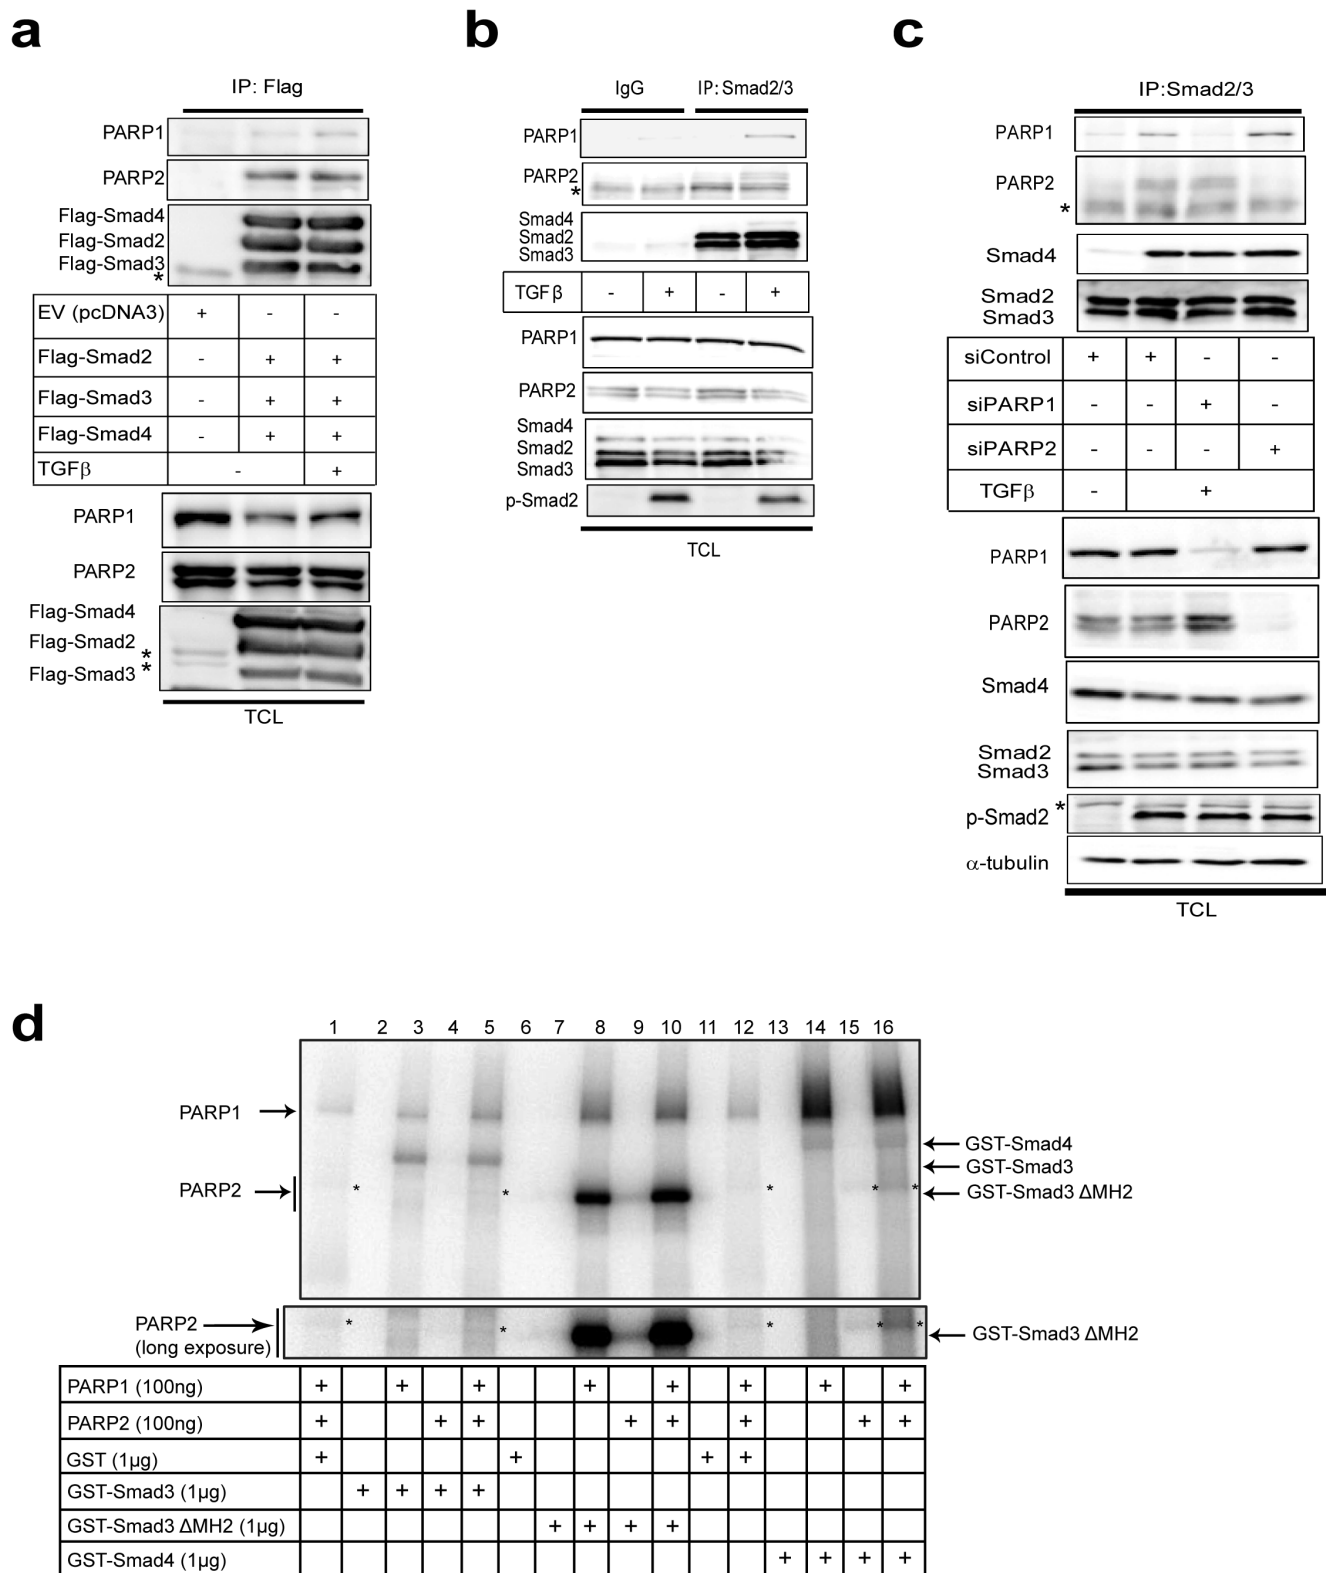 a
IP: Flag
PARP1
PARP2
Flag-Smad4
Flag-Smad2
Flag-Smad3
*
EV (pcDNA3) + - -
Flag-Smad2 - + +
Flag-Smad3 - + +
Flag-Smad4 - + +
TGFβ - +
PARP1
PARP2
Flag-Smad4
Flag-Smad2
*
Flag-Smad3 *
TCL
b
IgG IP: Smad2/3
PARP1
PARP2
*
Smad4
Smad2
Smad3
TGFβ - + - +
PARP1
PARP2
Smad4
Smad2
Smad3
p-Smad2
TCL
c
IP:Smad2/3
PARP1
PARP2
*
Smad4
Smad2
Smad3
siControl + + - -
siPARP1 - - + -
siPARP2 - - - +
TGFβ - +
PARP1
PARP2
Smad4
Smad2
Smad3
*
p-Smad2
α-tubulin
TCL
d
1 2 3 4 5 6 7 8 9 10 11 12 13 14 15 16
PARP1
GST-Smad4
GST-Smad3
PARP2 * * * * * GST-Smad3 ΔMH2
PARP2 * * * * *
(long exposure) GST-Smad3 ΔMH2
PARP1 (100ng) + + + + + + + +
PARP2 (100ng) + + + + + + + +
GST (1µg) + + + +
GST-Smad3 (1µg) + + + +
GST-Smad3 ΔMH2 (1µg) + + + +
GST-Smad4 (1µg) + + + +